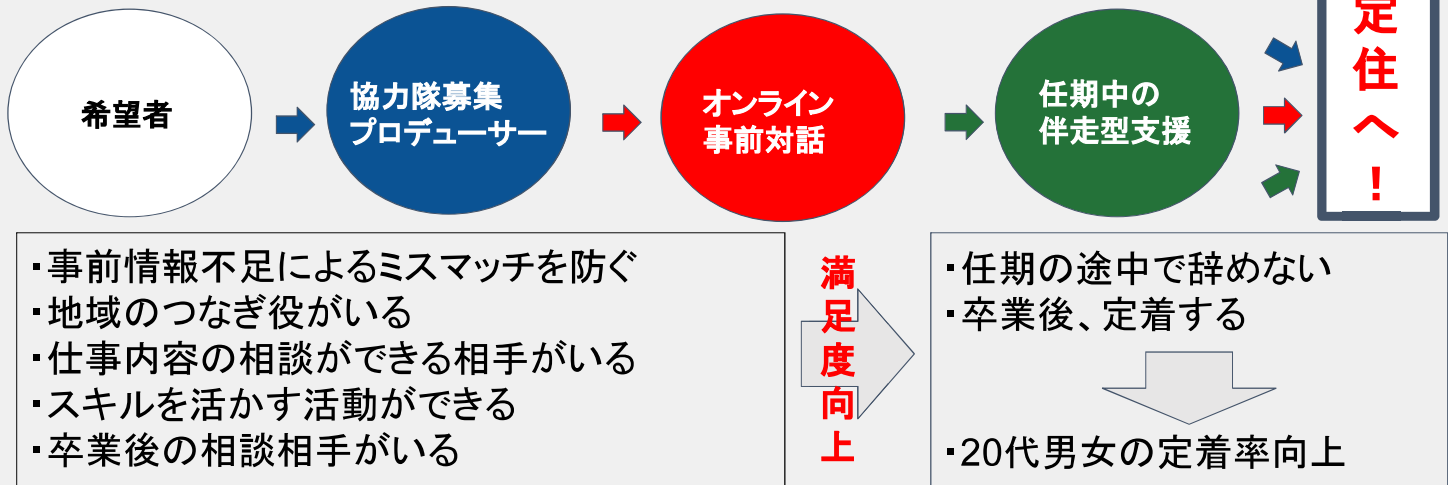 希望者
協力隊募集
プロデューサー
オンライン
事前対話
任期中の
伴走型支援
定住へ!
・事前情報不足によるミスマッチを防ぐ
・地域のつなぎ役がいる
・仕事内容の相談ができる相手がいる
・スキルを活かす活動ができる
・卒業後の相談相手がいる
満足度向上
・任期の途中で辞めない
・卒業後、定着する
・20代男女の定着率向上